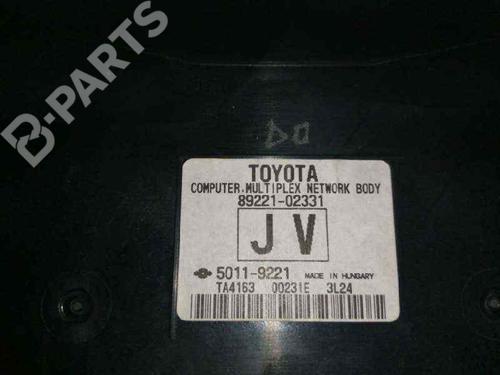 B-PARTS
TOYOTA
COMPUTER, MULTIPLEX NETWORK BODY
89221-02331
JV
5011-9221 MADE IN HUNGARY
TA4163 00231E 3L24